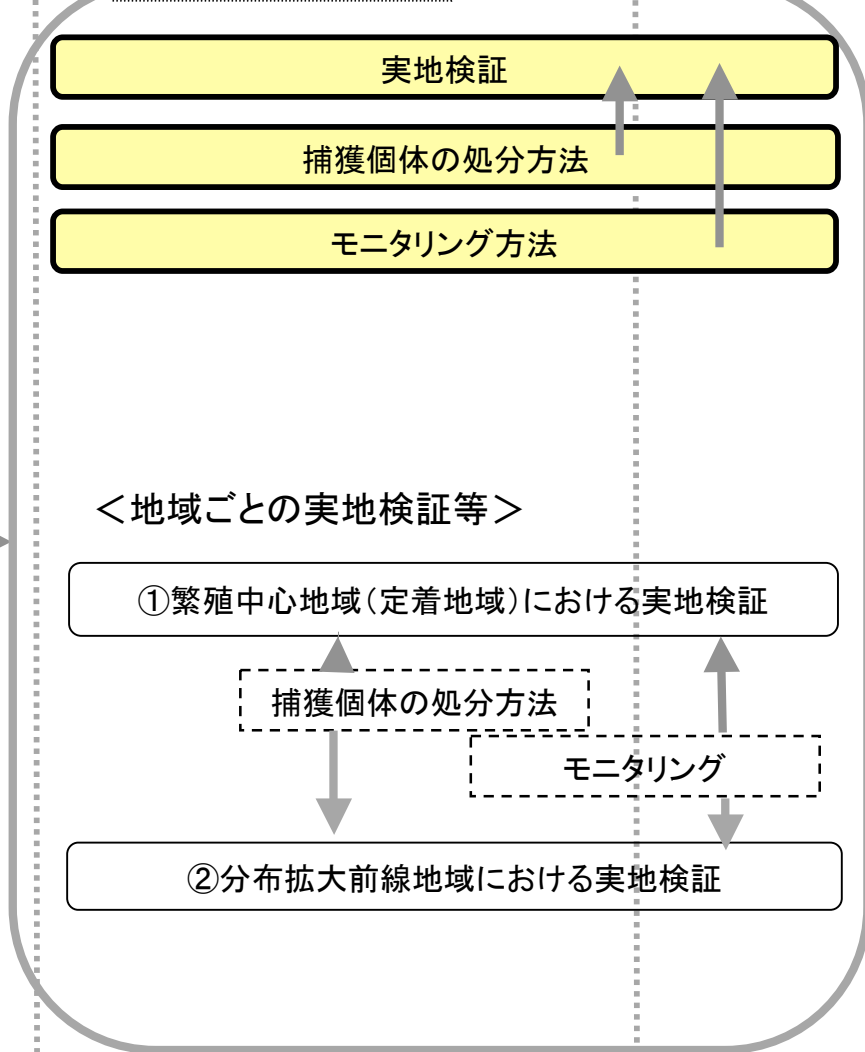 実地検証
捕獲個体の処分方法
モニタリング方法
＜地域ごとの実地検証等＞
①繁殖中心地域（定着地域）における実地検証
捕獲個体の処分方法
モニタリング
②分布拡大前線地域における実地検証